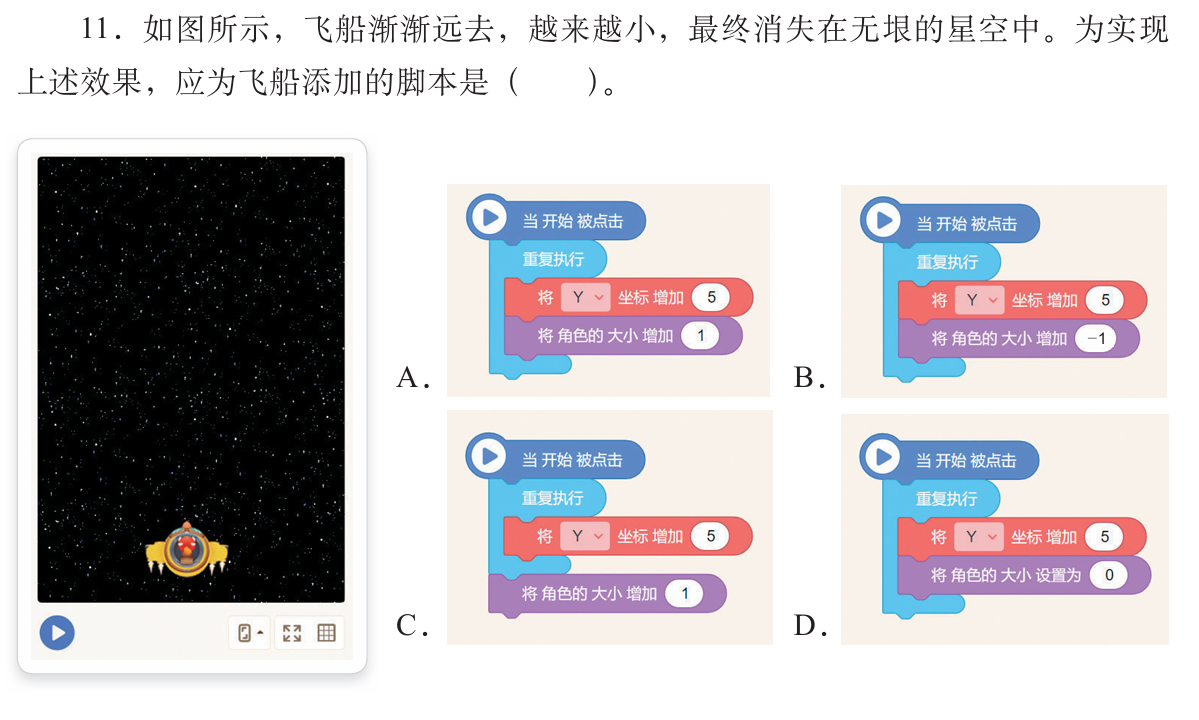 11．如图所示，飞船渐渐远去，越来越小，最终消失在无垠的星空中。为实现
上述效果，应为飞船添加的脚本是（　　）。
A．
当 开始 被点击
重复执行
将 Y 坐标 增加 5
将 角色的 大小 增加 1
B．
当 开始 被点击
重复执行
将 Y 坐标 增加 5
将 角色的 大小 增加 −1
C．
当 开始 被点击
重复执行
将 Y 坐标 增加 5
将 角色的 大小 增加 1
D．
当 开始 被点击
重复执行
将 Y 坐标 增加 5
将 角色的 大小 设置为 0